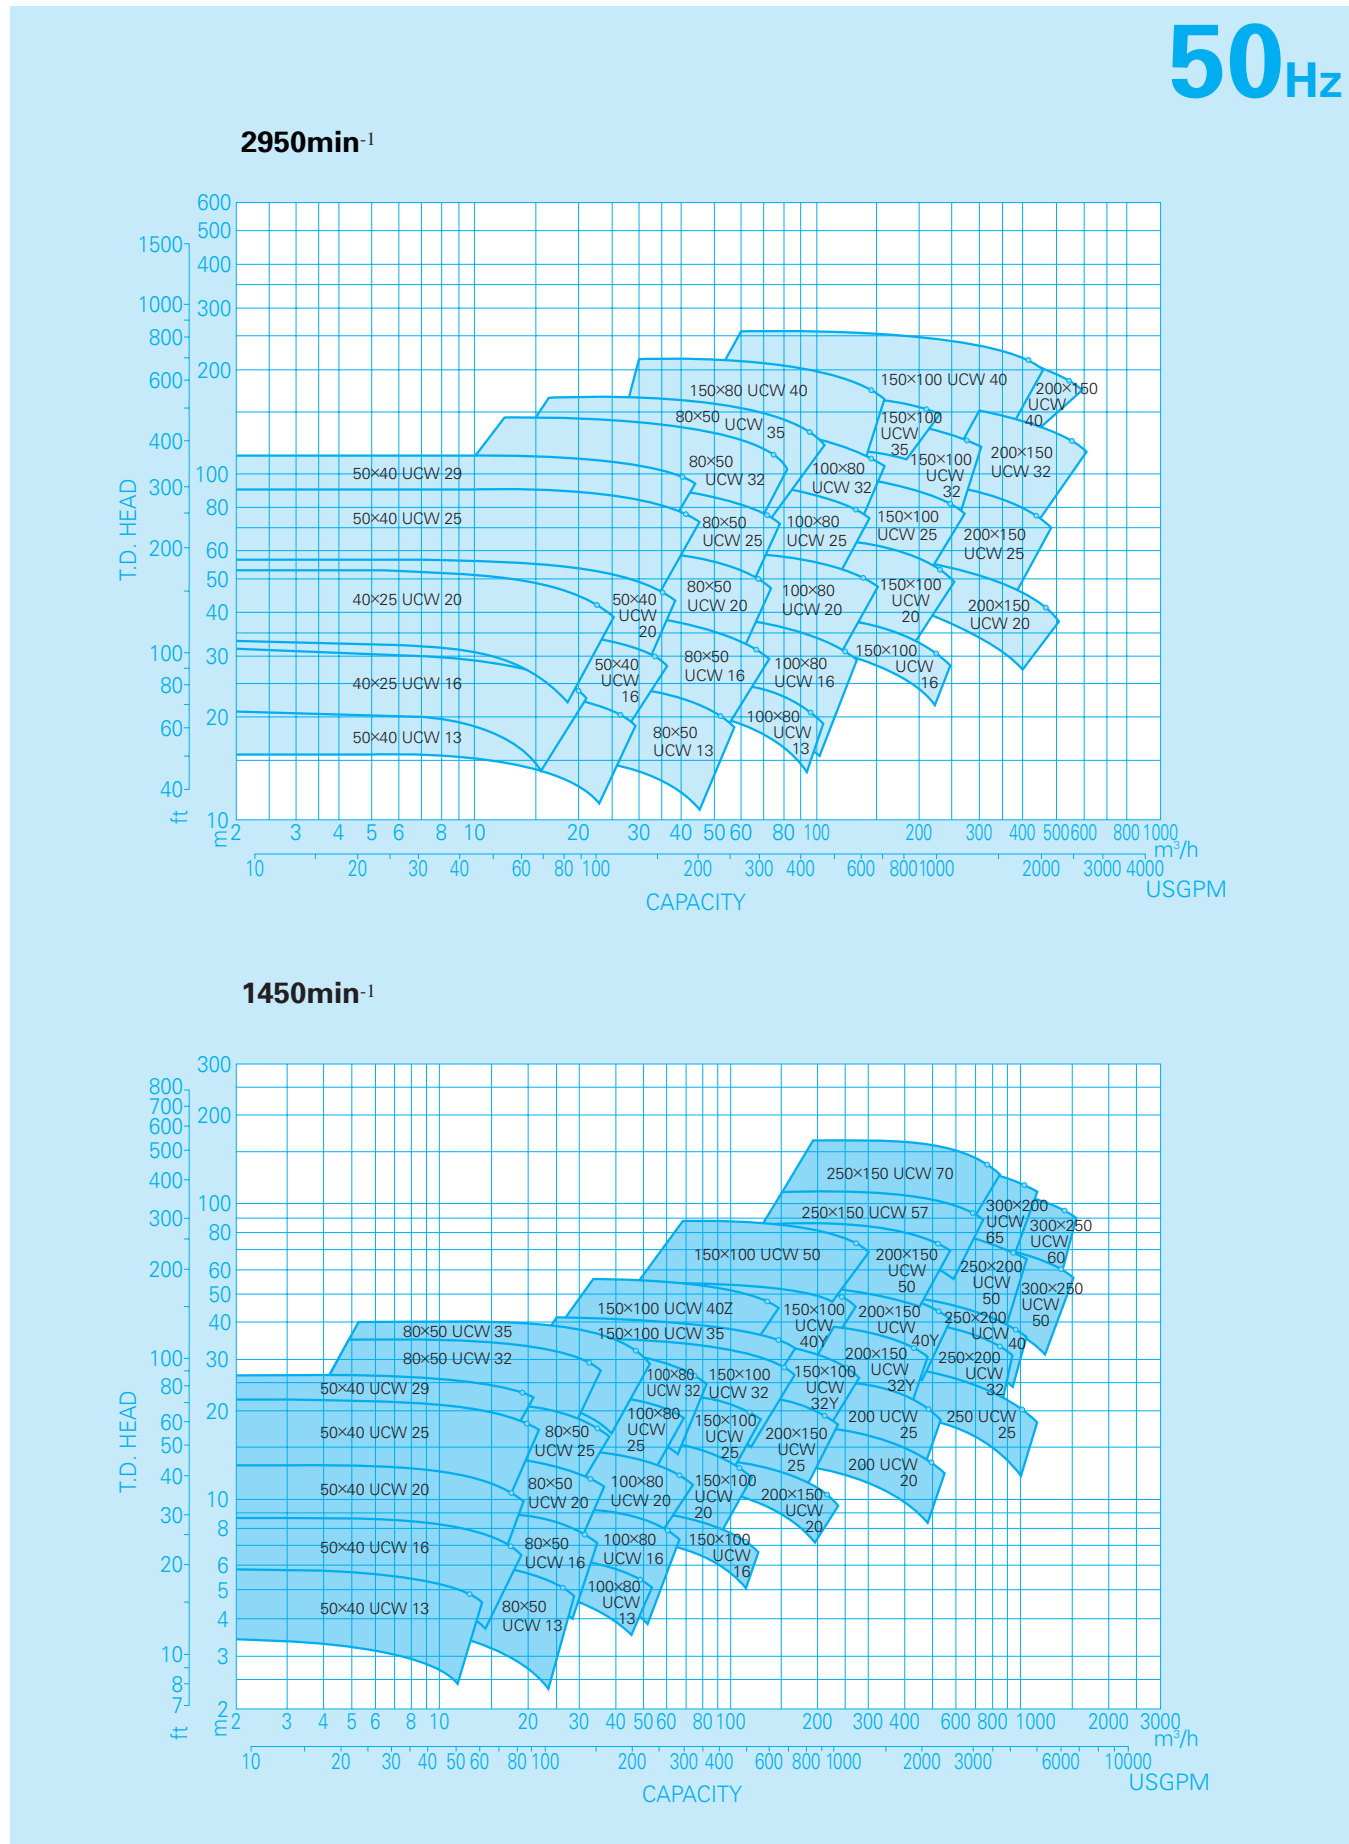 50Hz
2950min-1
600
500
400
300
200
100
80
60
50
40
30
20
10
m
1500
1000
800
600
400
300
200
100
80
60
40
ft
T.D. HEAD
150×100 UCW 40
200×150
UCW
40
150×80 UCW 40
150×100
UCW
35
80×50
UCW
35
200×150
UCW 32
150×100
UCW
32
100×80
UCW 32
80×50
UCW 32
50×40 UCW 29
50×40 UCW 25
80×50
UCW 25
100×80
UCW 25
150×100
UCW 25
200×150
UCW 25
40×25 UCW 20
50×40
UCW
20
80×50
UCW 20
100×80
UCW 20
150×100
UCW
20
200×150
UCW 20
40×25 UCW 16
50×40
UCW
16
80×50
UCW 16
100×80
UCW 16
150×100
UCW
16
50×40 UCW 13
80×50
UCW 13
100×80
UCW
13
2 3 4 5 6 8 10 20 30 40 50 60 80 100 200 300 400 500 600 800 1000
m3/h
10 20 30 40 60 80 100 200 300 400 600 800 1000 2000 3000 4000
USGPM
CAPACITY
1450min-1
300
200
100
80
60
50
40
30
20
10
8
6
5
4
3
2
m
800
700
600
500
400
300
200
100
80
60
50
40
30
20
10
8
7
ft
T.D. HEAD
250×150 UCW 70
250×150 UCW 57
300×200
UCW
65
300×250
UCW
60
150×100 UCW 50
200×150
UCW
50
250×200
UCW
50
300×250
UCW
50
150×100 UCW 40Z
150×100
UCW
40Y
200×150
UCW
40Y
250×200
UCW
40
80×50 UCW 35
150×100 UCW 35
80×50 UCW 32
100×80
UCW 32
150×100
UCW 32
150×100
UCW
32Y
200×150
UCW
32Y
250×200
UCW
32
50×40 UCW 29
50×40 UCW 25
80×50
UCW 25
100×80
UCW
25
150×100
UCW
25
200×150
UCW
25
200 UCW
25
250 UCW
25
50×40 UCW 20
80×50
UCW 20
100×80
UCW 20
150×100
UCW
20
200×150
UCW
20
200 UCW
20
50×40 UCW 16
80×50
UCW 16
100×80
UCW 16
150×100
UCW
16
50×40 UCW 13
80×50
UCW 13
100×80
UCW
13
2 3 4 5 6 8 10 20 30 40 50 60 80 100 200 300 400 600 800 1000 2000 3000
m3/h
10 20 30 40 50 60 80 100 200 300 400 600 800 1000 2000 3000 6000 10000
USGPM
CAPACITY